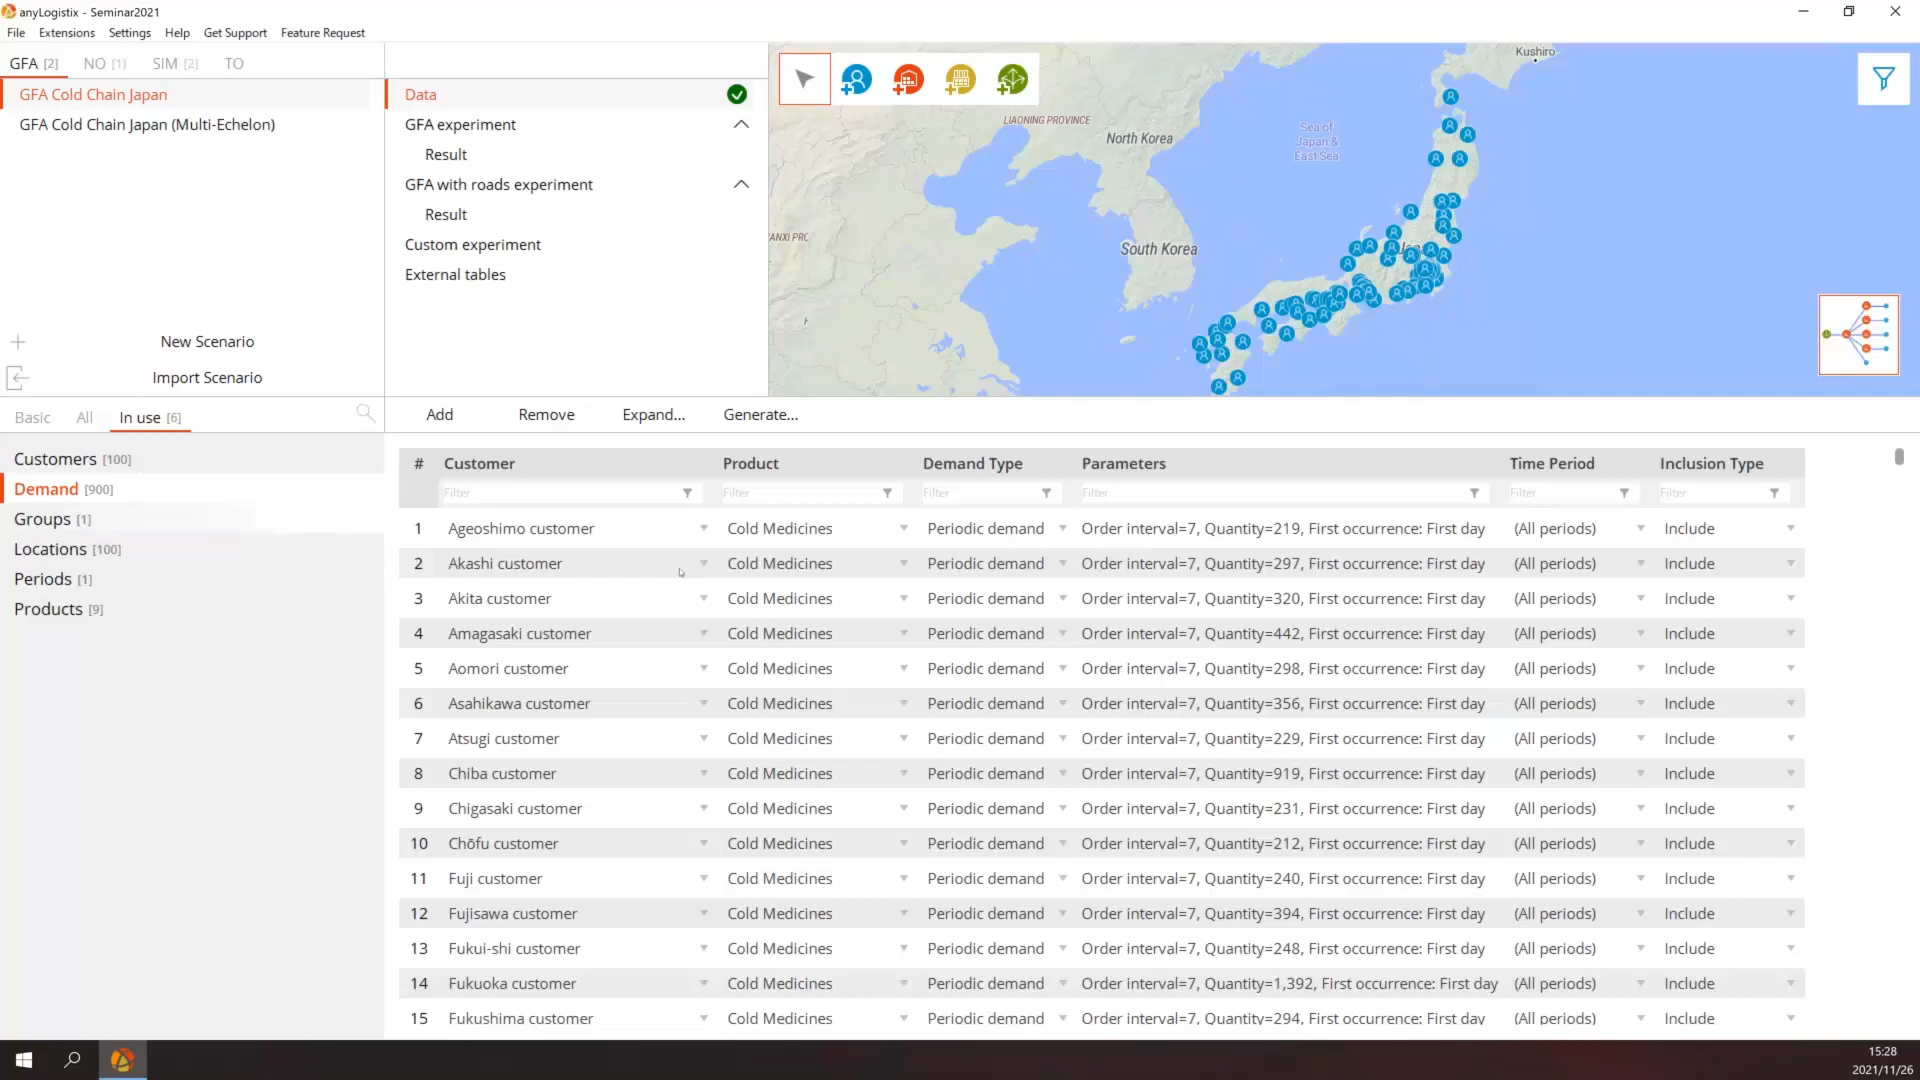 anyLogistix - Seminar2021
File Extensions Settings Help Get Support Feature Request
GFA [2] NO [1] SIM [2] TO
GFA Cold Chain Japan
GFA Cold Chain Japan (Multi-Echelon)
New Scenario
Import Scenario
Data
GFA experiment
Result
GFA with roads experiment
Result
Custom experiment
External tables
Kushiro
LIAONING PROVINCE
North Korea
Sea of
Japan &
East Sea
ANXI PRC
South Korea
Basic All In use [6]
Customers [100]
Demand [900]
Groups [1]
Locations [100]
Periods [1]
Products [9]
Add Remove Expand... Generate...
# Customer Product Demand Type Parameters Time Period Inclusion Type
Filter Filter Filter Filter Filter Filter
1 Ageoshimo customer Cold Medicines Periodic demand Order interval=7, Quantity=219, First occurrence: First day (All periods) Include
2 Akashi customer Cold Medicines Periodic demand Order interval=7, Quantity=297, First occurrence: First day (All periods) Include
3 Akita customer Cold Medicines Periodic demand Order interval=7, Quantity=320, First occurrence: First day (All periods) Include
4 Amagasaki customer Cold Medicines Periodic demand Order interval=7, Quantity=442, First occurrence: First day (All periods) Include
5 Aomori customer Cold Medicines Periodic demand Order interval=7, Quantity=298, First occurrence: First day (All periods) Include
6 Asahikawa customer Cold Medicines Periodic demand Order interval=7, Quantity=356, First occurrence: First day (All periods) Include
7 Atsugi customer Cold Medicines Periodic demand Order interval=7, Quantity=229, First occurrence: First day (All periods) Include
8 Chiba customer Cold Medicines Periodic demand Order interval=7, Quantity=919, First occurrence: First day (All periods) Include
9 Chigasaki customer Cold Medicines Periodic demand Order interval=7, Quantity=231, First occurrence: First day (All periods) Include
10 Chōfu customer Cold Medicines Periodic demand Order interval=7, Quantity=212, First occurrence: First day (All periods) Include
11 Fuji customer Cold Medicines Periodic demand Order interval=7, Quantity=240, First occurrence: First day (All periods) Include
12 Fujisawa customer Cold Medicines Periodic demand Order interval=7, Quantity=394, First occurrence: First day (All periods) Include
13 Fukui-shi customer Cold Medicines Periodic demand Order interval=7, Quantity=248, First occurrence: First day (All periods) Include
14 Fukuoka customer Cold Medicines Periodic demand Order interval=7, Quantity=1,392, First occurrence: First day (All periods) Include
15 Fukushima customer Cold Medicines Periodic demand Order interval=7, Quantity=294, First occurrence: First day (All periods) Include
15:28
2021/11/26